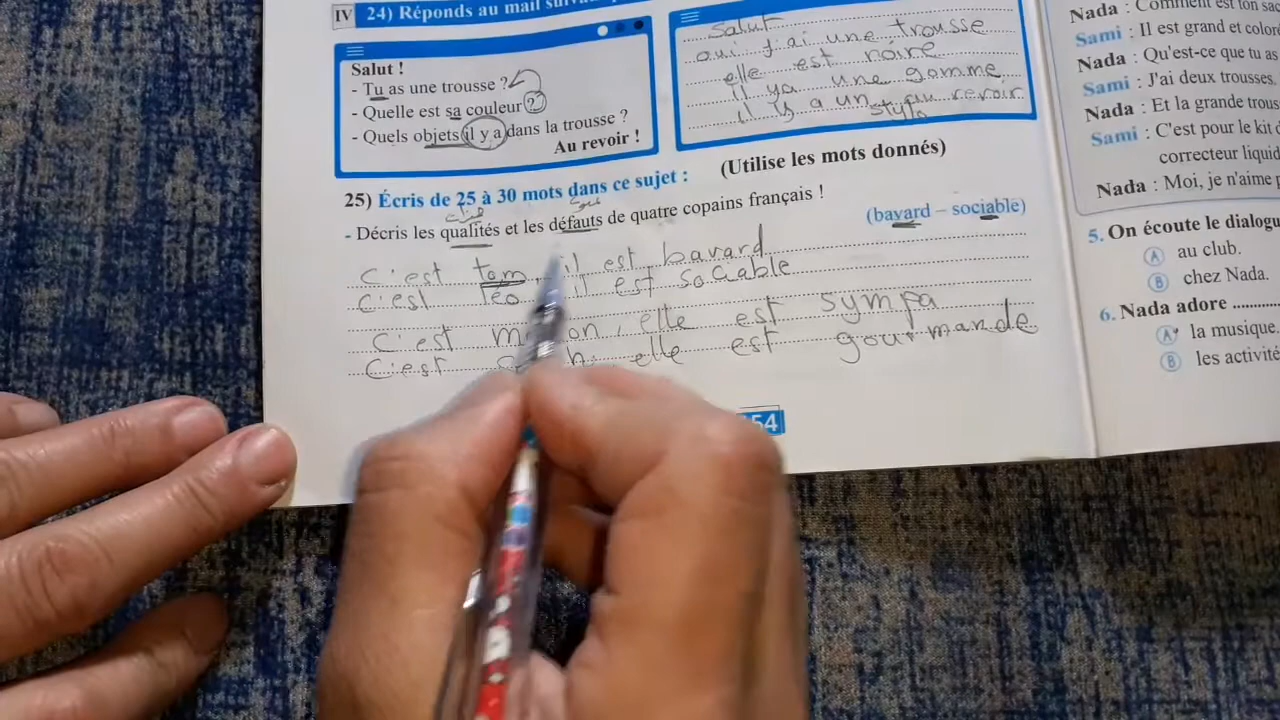 IV 24) Réponds au mail
Salut !
- Tu as une trousse ?
- Quelle est sa couleur ?
- Quels objets il y a dans la trousse ?
Au revoir !
Salut
oui j'ai une trousse
elle est noire
il ya une gomme
il y a un stylo au revoir
25) Écris de 25 à 30 mots dans ce sujet : (Utilise les mots donnés)
- Décris les qualités et les défauts de quatre copains français !
(bavard – sociable)
C'est tom il est bavard
C'est léo il est sociable
C'est elle est sympa
C'est elle est gourmande
54
Nada : Comment est ton sac
Sami : Il est grand et color
Nada : Qu'est-ce que tu as
Sami : J'ai deux trousses,
Nada : Et la grande trous
Sami : C'est pour le kit
correcteur liquid
Nada : Moi, je n'aime p
5. On écoute le dialogu
A au club.
B chez Nada.
6. Nada adore ..........
A la musique
B les activité